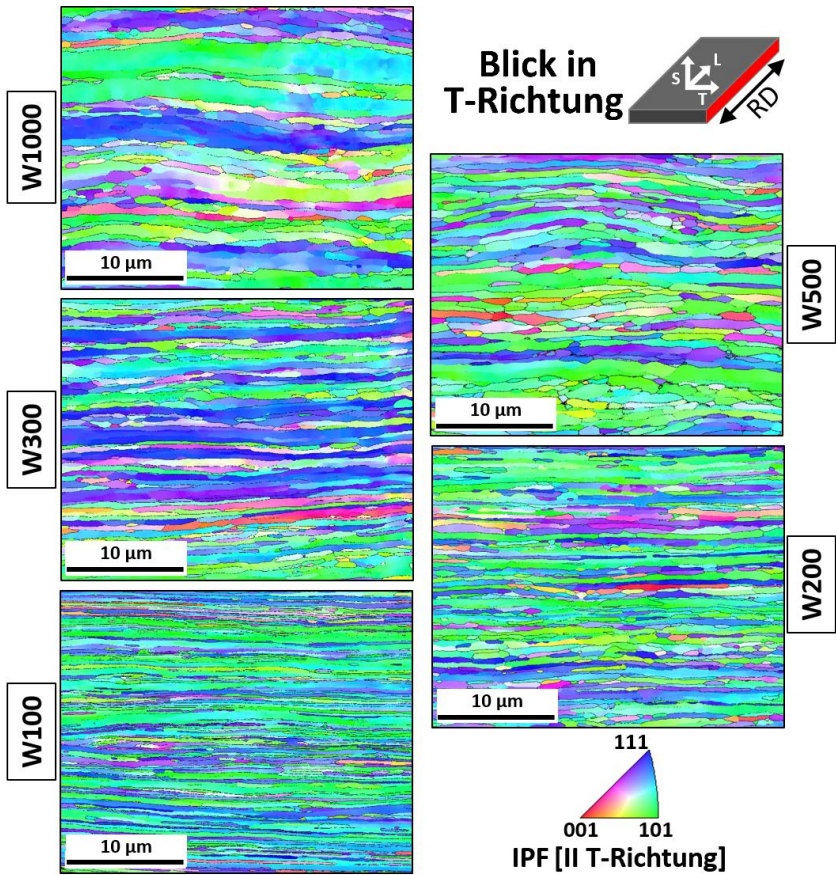 Blick in
T-Richtung
S
L
T
RD
W1000
10 µm
W500
10 µm
W300
10 µm
W200
10 µm
W100
10 µm
111
001
101
IPF [II T-Richtung]